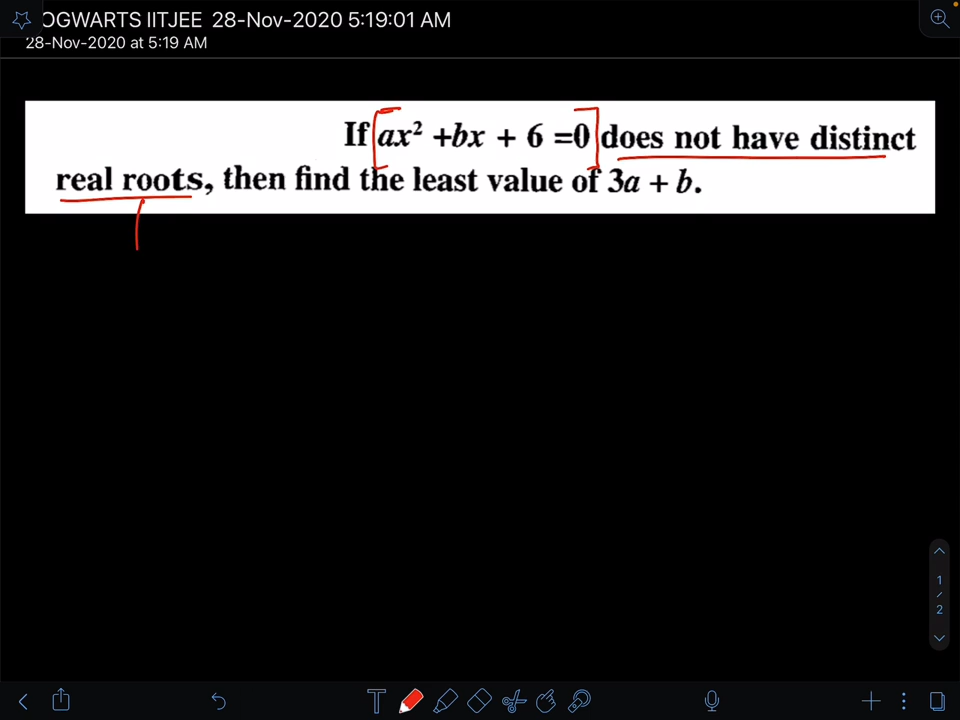 OGWARTS IITJEE 28-Nov-2020 5:19:01 AM
28-Nov-2020 at 5:19 AM
If ax² +bx + 6 =0 does not have distinct
real roots, then find the least value of 3a + b.
1
/
2
T